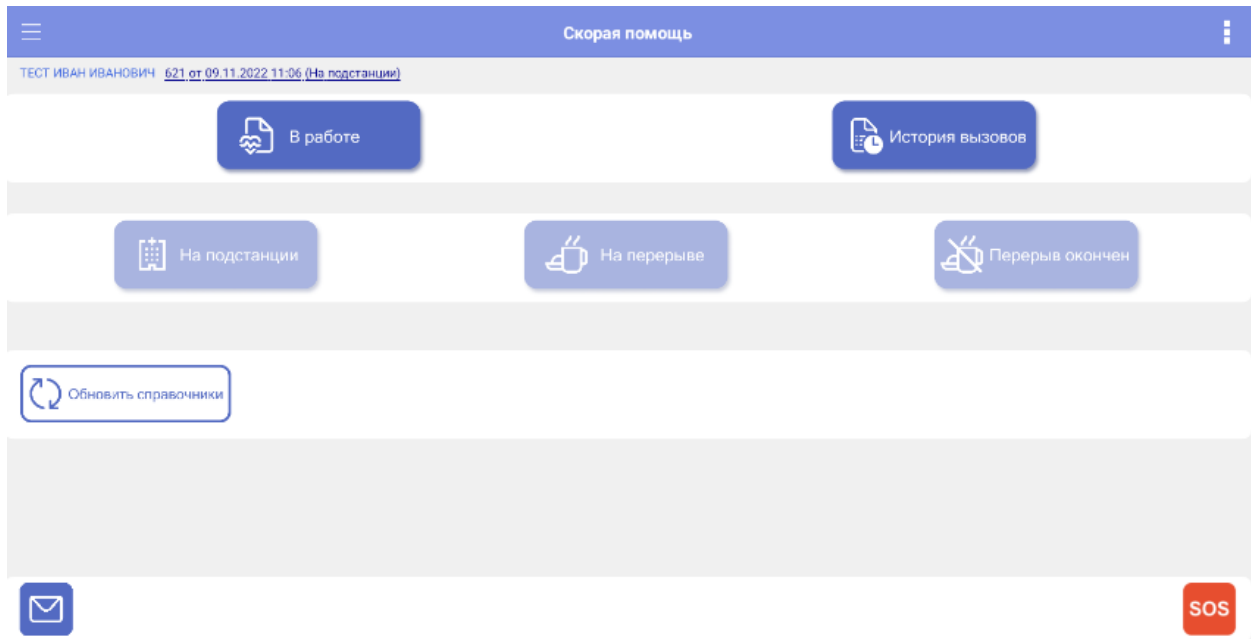 Скорая помощь
ТЕСТ ИВАН ИВАНОВИЧ 621 от 09.11.2022 11:06 (На подстанции)
В работе
История вызовов
На подстанции
На перерыве
Перерыв окончен
Обновить справочники
SOS